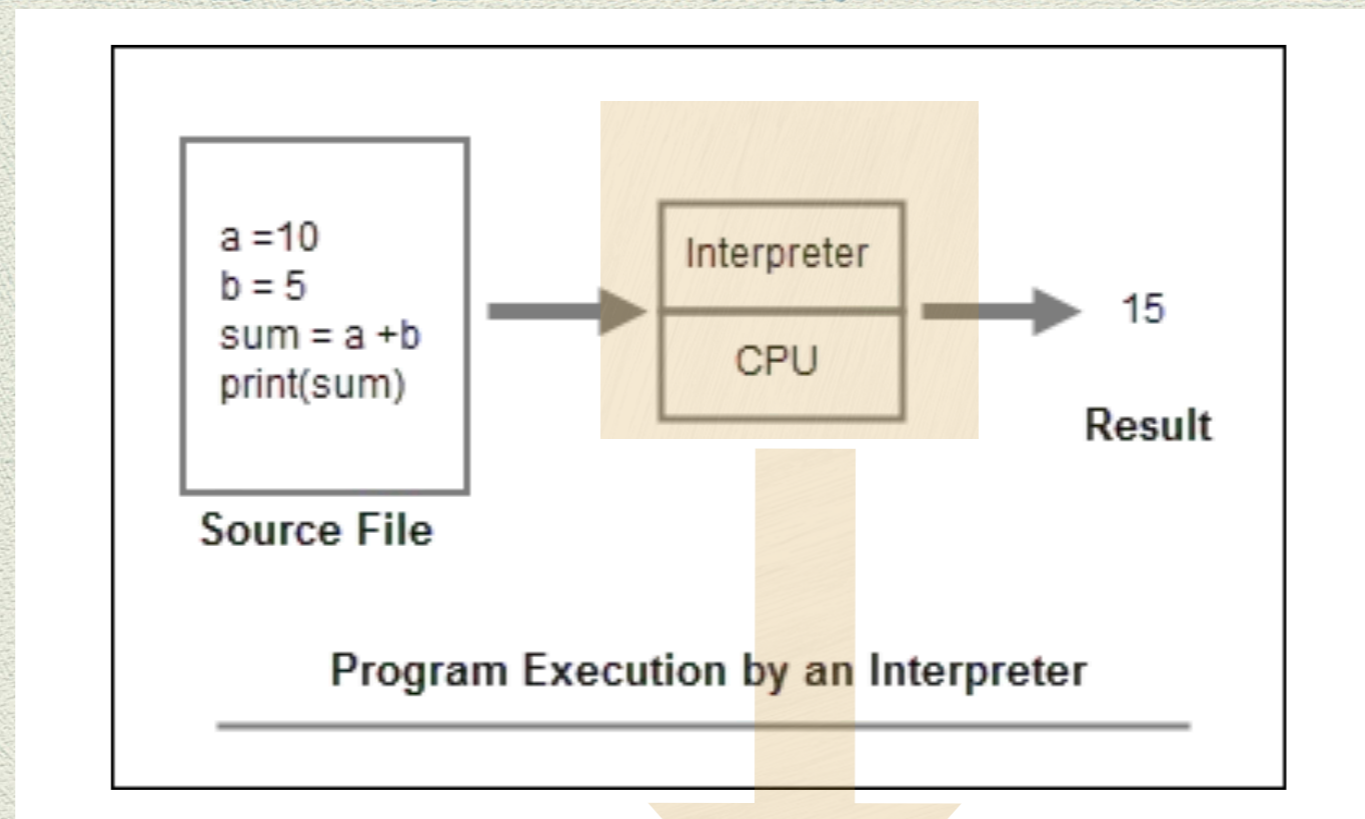 a =10
b = 5
sum = a +b
print(sum)
Source File
Interpreter
CPU
15
Result
Program Execution by an Interpreter